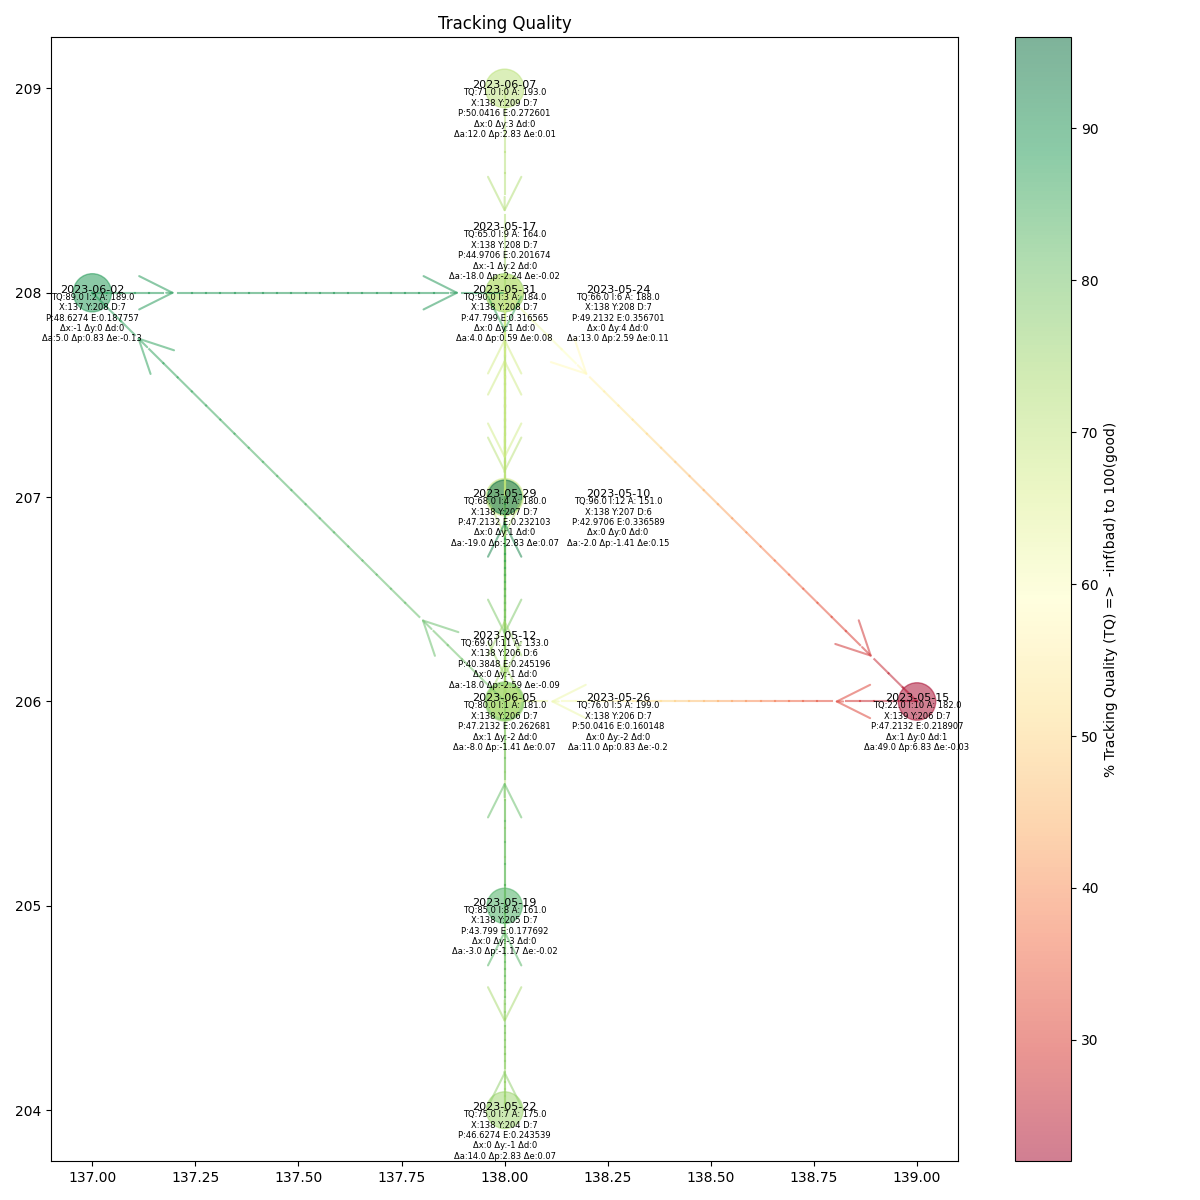 Tracking Quality
209
2023-06-07
TQ:71.0 I:0 A: 193.0
X:138 Y:209 D:7
P:50.0416 E:0.272601
Δx:0 Δy:3 Δd:0
Δa:12.0 Δp:2.83 Δe:0.01
2023-05-17
TQ:65.0 I:9 A: 164.0
X:138 Y:208 D:7
P:44.9706 E:0.201674
Δx:-1 Δy:2 Δd:0
Δa:-18.0 Δp:-2.24 Δe:-0.02
208
2023-06-02
TQ:89.0 I:2 A: 189.0
X:137 Y:208 D:7
P:48.6274 E:0.187757
Δx:-1 Δy:0 Δd:0
Δa:5.0 Δp:0.83 Δe:-0.13
2023-05-31
TQ:90.0 I:3 A: 184.0
X:138 Y:208 D:7
P:47.799 E:0.316565
Δx:0 Δy:1 Δd:0
Δa:4.0 Δp:0.59 Δe:0.08
2023-05-24
TQ:66.0 I:6 A: 188.0
X:138 Y:208 D:7
P:49.2132 E:0.356701
Δx:0 Δy:4 Δd:0
Δa:13.0 Δp:2.59 Δe:0.11
207
2023-05-29
TQ:68.0 I:4 A: 180.0
X:138 Y:207 D:7
P:47.2132 E:0.232103
Δx:0 Δy:1 Δd:0
Δa:-19.0 Δp:-2.83 Δe:0.07
2023-05-10
TQ:96.0 I:12 A: 151.0
X:138 Y:207 D:6
P:42.9706 E:0.336589
Δx:0 Δy:0 Δd:0
Δa:-2.0 Δp:-1.41 Δe:0.15
2023-05-12
TQ:69.0 I:11 A: 133.0
X:138 Y:206 D:6
P:40.3848 E:0.245196
Δx:0 Δy:-1 Δd:0
Δa:-18.0 Δp:-2.59 Δe:-0.09
206
2023-06-05
TQ:80.0 I:1 A: 181.0
X:138 Y:206 D:7
P:47.2132 E:0.262681
Δx:1 Δy:-2 Δd:0
Δa:-8.0 Δp:-1.41 Δe:0.07
2023-05-26
TQ:76.0 I:5 A: 199.0
X:138 Y:206 D:7
P:50.0416 E:0.160148
Δx:0 Δy:-2 Δd:0
Δa:11.0 Δp:0.83 Δe:-0.2
2023-05-15
TQ:22.0 I:10 A: 182.0
X:139 Y:206 D:7
P:47.2132 E:0.218907
Δx:1 Δy:0 Δd:1
Δa:49.0 Δp:6.83 Δe:-0.03
205
2023-05-19
TQ:85.0 I:8 A: 161.0
X:138 Y:205 D:7
P:43.799 E:0.177692
Δx:0 Δy:-3 Δd:0
Δa:-3.0 Δp:-1.17 Δe:-0.02
204
2023-05-22
TQ:75.0 I:7 A: 175.0
X:138 Y:204 D:7
P:46.6274 E:0.243539
Δx:0 Δy:-1 Δd:0
Δa:14.0 Δp:2.83 Δe:0.07
137.00 137.25 137.50 137.75 138.00 138.25 138.50 138.75 139.00
90
80
70
60
50
40
30
% Tracking Quality (TQ) => -inf(bad) to 100(good)